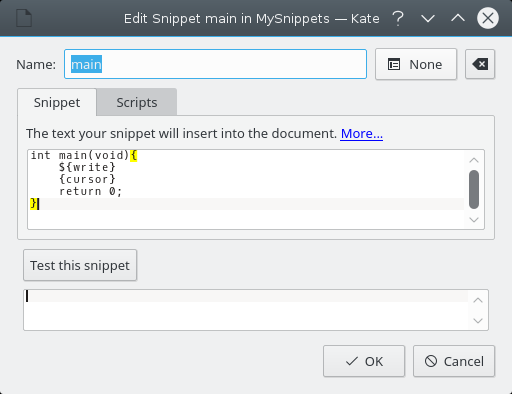 Edit Snippet main in MySnippets — Kate ?
Name: main None
Snippet Scripts
The text your snippet will insert into the document. More...
int main(void){
    ${write}
    {cursor}
    return 0;
}
Test this snippet
OK Cancel